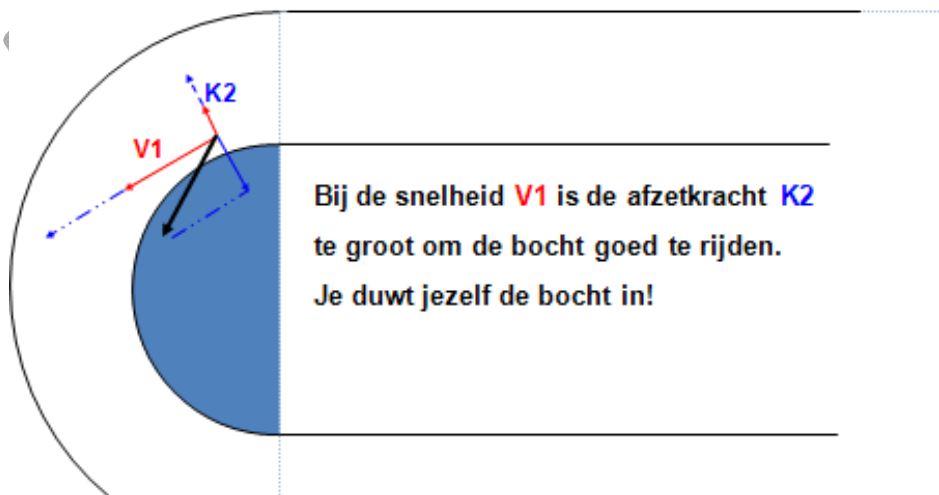 K2
V1
Bij de snelheid V1 is de afzetkracht K2
te groot om de bocht goed te rijden.
Je duwt jezelf de bocht in!